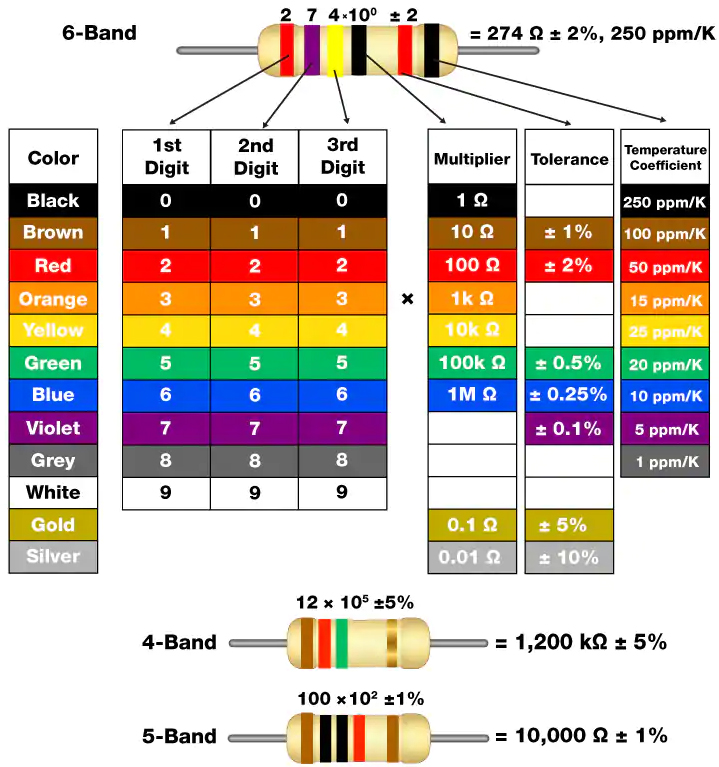 2 7 4 ×10⁰ ± 2
6-Band = 274 Ω ± 2%, 250 ppm/K
Color 1st Digit 2nd Digit 3rd Digit Multiplier Tolerance Temperature Coefficient
Black 0 0 0 1 Ω 250 ppm/K
Brown 1 1 1 10 Ω ± 1% 100 ppm/K
Red 2 2 2 100 Ω ± 2% 50 ppm/K
Orange 3 3 3 × 1k Ω 15 ppm/K
Yellow 4 4 4 10k Ω 25 ppm/K
Green 5 5 5 100k Ω ± 0.5% 20 ppm/K
Blue 6 6 6 1M Ω ± 0.25% 10 ppm/K
Violet 7 7 7 ± 0.1% 5 ppm/K
Grey 8 8 8 1 ppm/K
White 9 9 9
Gold 0.1 Ω ± 5%
Silver 0.01 Ω ± 10%
12 × 10⁵ ±5%
4-Band = 1,200 kΩ ± 5%
100 ×10² ±1%
5-Band = 10,000 Ω ± 1%